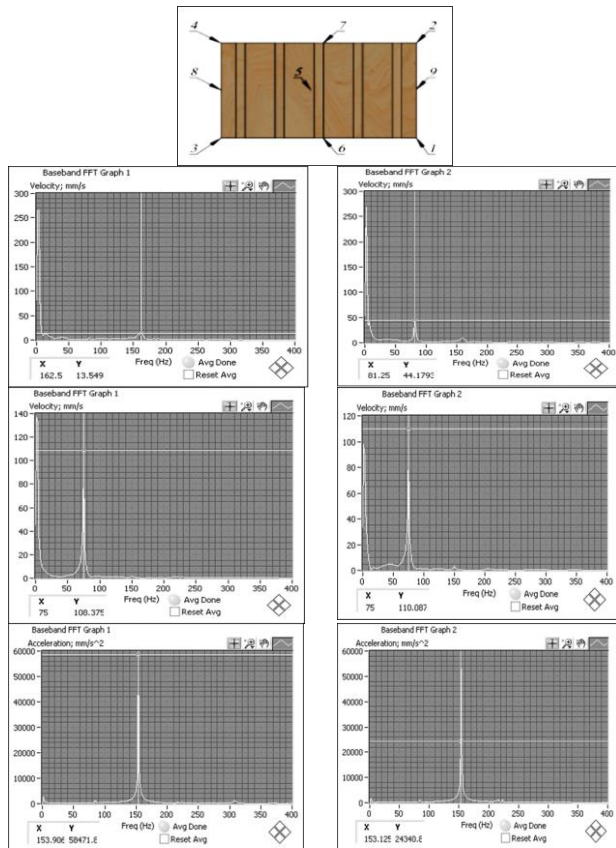 4 7 2
8 5 9
3 6 1
Baseband FFT Graph 1
Velocity; mm/s
300
250
200
150
100
50
0
0 50 100 150 200 250 300 350 400
Freq (Hz)
X Y
162.5 13.549
Avg Done
Reset Avg
Baseband FFT Graph 2
Velocity; mm/s
300
250
200
150
100
50
0
0 50 100 150 200 250 300 350 400
Freq (Hz)
X Y
81.25 44.1793
Avg Done
Reset Avg
Baseband FFT Graph 1
Velocity; mm/s
140
120
100
80
60
40
20
0
0 50 100 150 200 250 300 350 400
Freq (Hz)
X Y
75 108.375
Avg Done
Reset Avg
Baseband FFT Graph 2
Velocity; mm/s
120
100
80
60
40
20
0
0 50 100 150 200 250 300 350 400
Freq (Hz)
X Y
75 110.087
Avg Done
Reset Avg
Baseband FFT Graph 1
Acceleration; mm/s^2
60000
50000
40000
30000
20000
10000
0
0 50 100 150 200 250 300 350 400
Freq (Hz)
X Y
153.906 58471.8
Avg Done
Reset Avg
Baseband FFT Graph 2
Acceleration; mm/s^2
60000
50000
40000
30000
20000
10000
0
0 50 100 150 200 250 300 350 400
Freq (Hz)
X Y
153.125 24340.8
Avg Done
Reset Avg